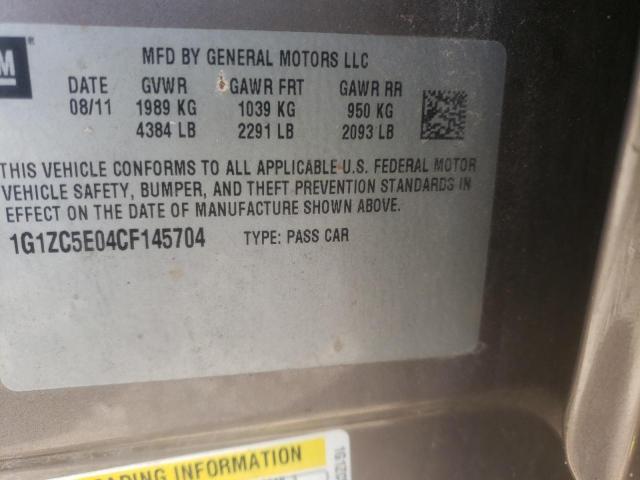 GM
MFD BY GENERAL MOTORS LLC
DATE GVWR GAWR FRT GAWR RR
08/11 1989 KG 1039 KG 950 KG
4384 LB 2291 LB 2093 LB
THIS VEHICLE CONFORMS TO ALL APPLICABLE U.S. FEDERAL MOTOR
VEHICLE SAFETY, BUMPER, AND THEFT PREVENTION STANDARDS IN
EFFECT ON THE DATE OF MANUFACTURE SHOWN ABOVE.
1G1ZC5E04CF145704 TYPE: PASS CAR
ADING INFORMATION